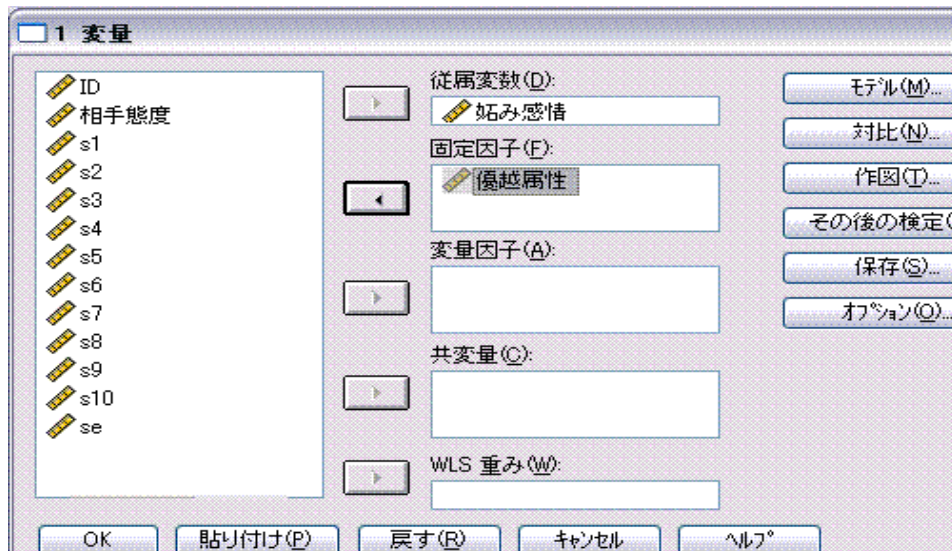 1 変量
ID
相手態度
s1
s2
s3
s4
s5
s6
s7
s8
s9
s10
se
従属変数(D):
妬み感情
固定因子(F):
優越属性
変量因子(A):
共変量(C):
WLS 重み(W):
モデル(M)...
対比(N)...
作図(T)...
その後の検定(
保存(S)...
オプション(O)...
OK
貼り付け(P)
戻す(R)
キャンセル
ヘルプ